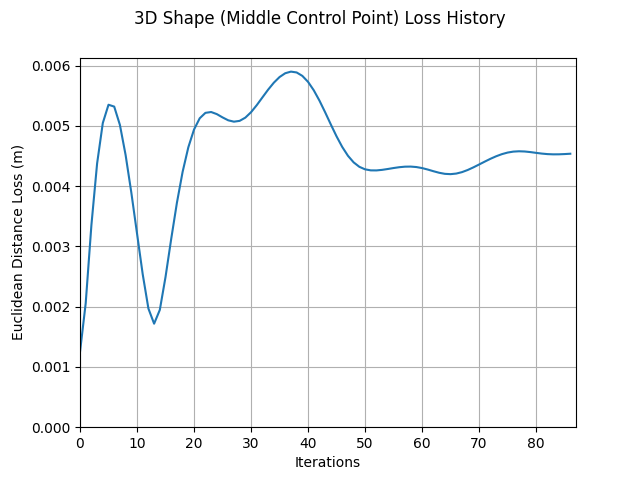 3D Shape (Middle Control Point) Loss History
0.006
0.005
0.004
0.003
0.002
0.001
0.000
Euclidean Distance Loss (m)
0 10 20 30 40 50 60 70 80
Iterations